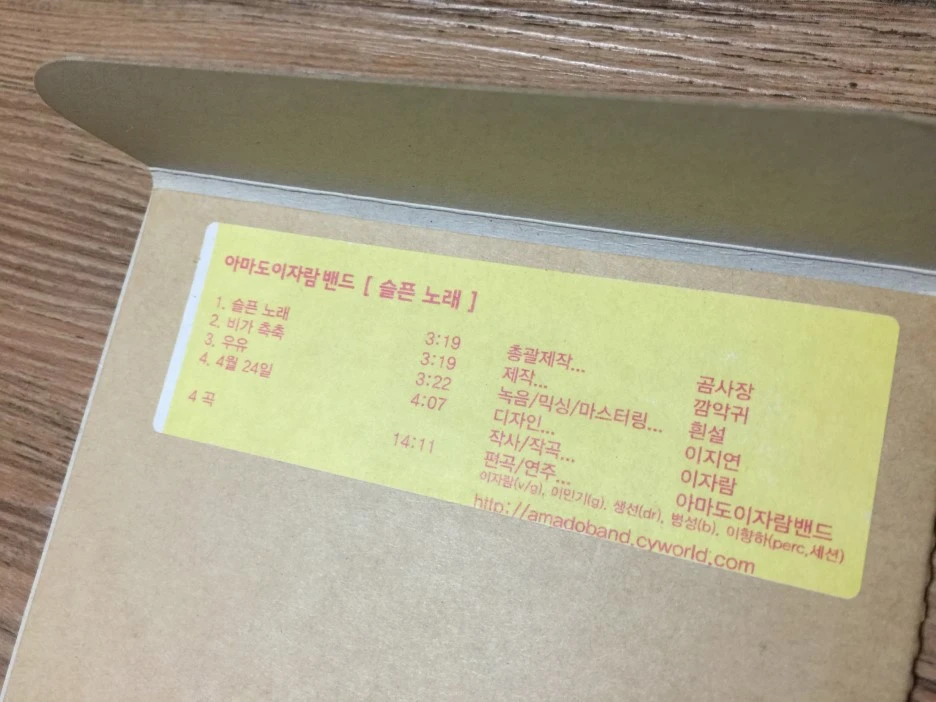 아마도이자람밴드 [ 슬픈 노래 ]
1. 슬픈 노래 3:19
2. 비가 축축 3:19
3. 우유 3:22
4. 4월 24일 4:07
4 곡 14:11
총괄제작... 곰사장
제작... 깜악귀
녹음/믹싱/마스터링... 흰설
디자인... 이지연
작사/작곡... 이자람
편곡/연주... 아마도이자람밴드
이자람(v/g), 이민기(g), 생선(dr), 병성(b), 이향하(perc,세션)
http://amadoband.cyworld.com